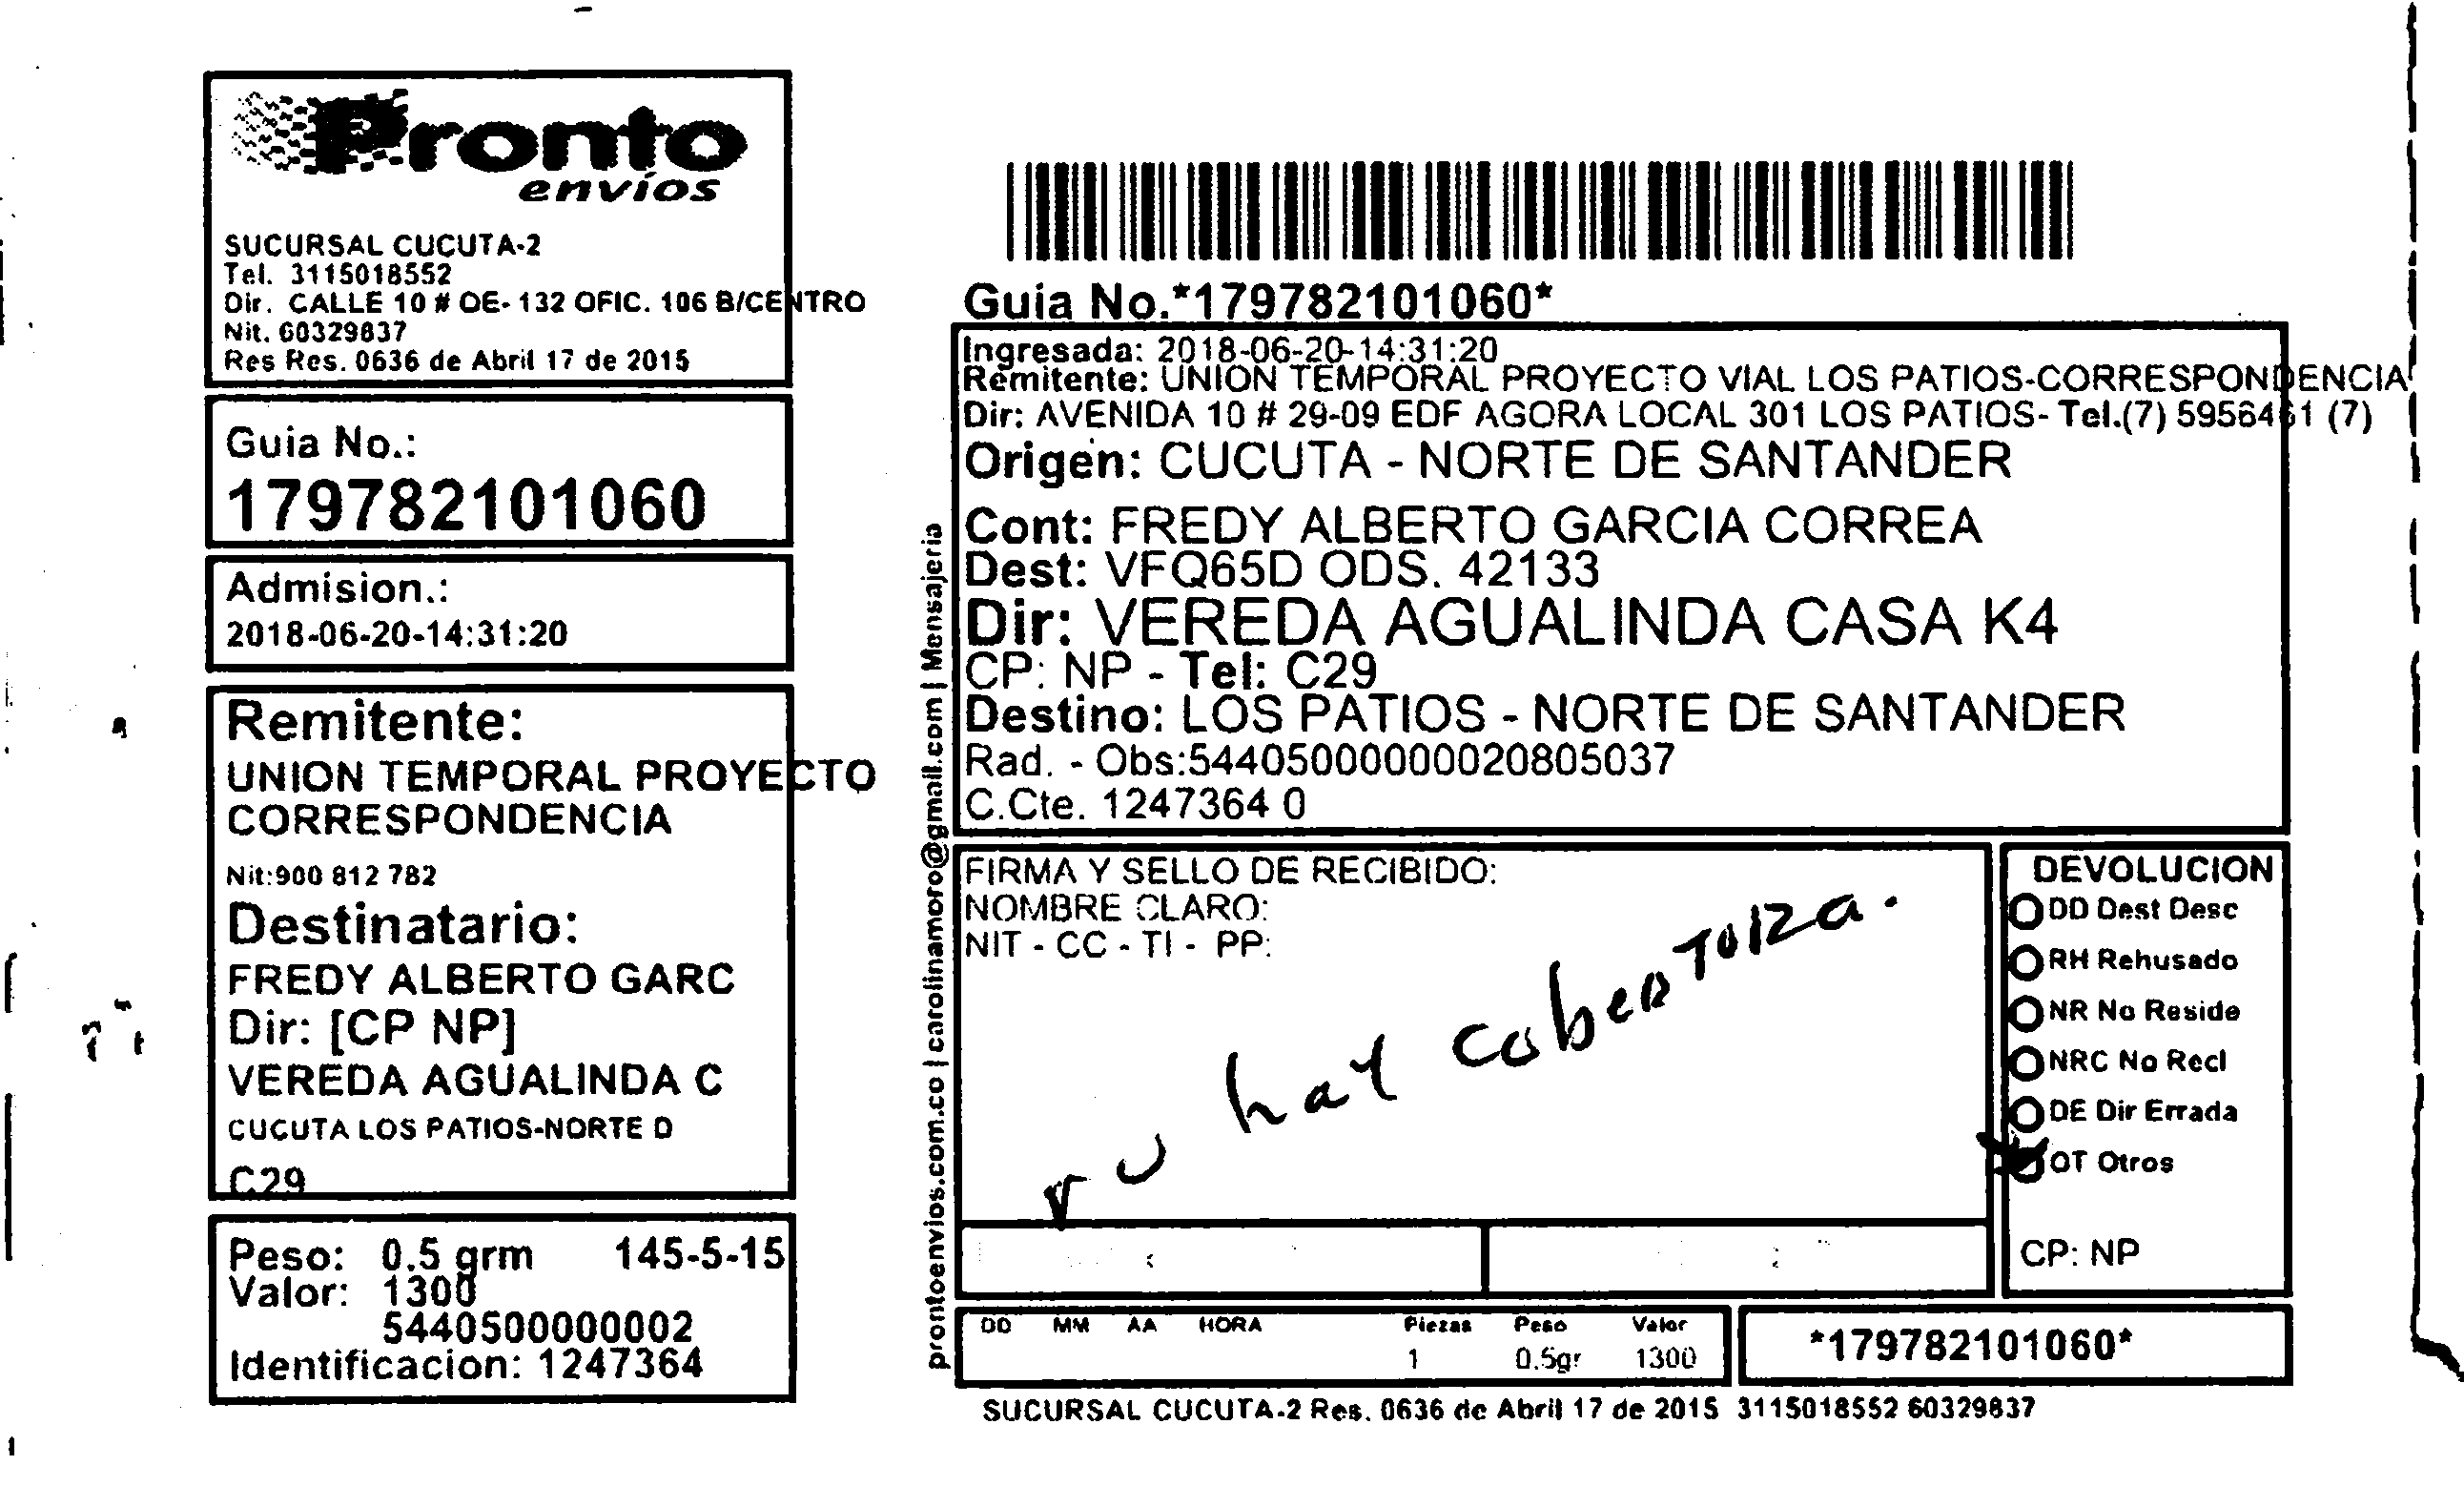 Pronto
envíos
SUCURSAL CUCUTA-2
Tel. 3115018552
Dir. CALLE 10 # OE-132 OFIC. 106 B/CENTRO
Nit. 60329837
Res Res. 0636 de Abril 17 de 2015
Guia No.:
179782101060
Admision.:
2018-06-20-14:31:20
Remitente:
UNION TEMPORAL PROYECTO
CORRESPONDENCIA
Nit:900 812 782
Destinatario:
FREDY ALBERTO GARC
Dir: [CP NP]
VEREDA AGUALINDA C
CUCUTA LOS PATIOS-NORTE D
C29
Peso: 0.5 grm 145-5-15
Valor: 1300
5440500000002
Identificacion: 1247364
prontoenvios.com.co | carolinamoro@gmail.com | Mensajeria
Guia No.*179782101060*
Ingresada: 2018-06-20-14:31:20
Remitente: UNION TEMPORAL PROYECTO VIAL LOS PATIOS-CORRESPONDENCIA
Dir: AVENIDA 10 # 29-09 EDF AGORA LOCAL 301 LOS PATIOS- Tel.(7) 5956461 (7)
Origen: CUCUTA - NORTE DE SANTANDER
Cont: FREDY ALBERTO GARCIA CORREA
Dest: VFQ65D ODS. 42133
Dir: VEREDA AGUALINDA CASA K4
CP: NP - Tel: C29
Destino: LOS PATIOS - NORTE DE SANTANDER
Rad. - Obs:544050000000020805037
C.Cte. 1247364 0
FIRMA Y SELLO DE RECIBIDO:
NOMBRE CLARO:
NIT - CC - TI - PP:
no hay cobertoiza.
DEVOLUCION
DD Dest Desc
RH Rehusado
NR No Reside
NRC No Recl
DE Dir Errada
OT Otros
CP: NP
DD MM AA HORA Piezas Peso Valor
1 0.5gr 1300
*179782101060*
SUCURSAL CUCUTA-2 Res. 0636 de Abril 17 de 2015 3115018552 60329837